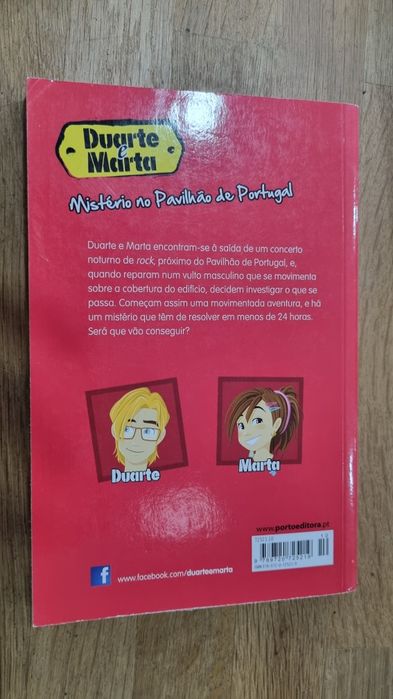 Duarte
e
Marta
Mistério no Pavilhão de Portugal
Duarte e Marta encontram-se à saída de um concerto
noturno de rock, próximo do Pavilhão de Portugal, e,
quando reparam num vulto masculino que se movimenta
sobre a cobertura do edifício, decidem investigar o que se
passa. Começam assim uma movimentada aventura, e há
um mistério que têm de resolver em menos de 24 horas.
Será que vão conseguir?
Duarte
Marta
www.portoeditora.pt
f
www.facebook.com/duarteemarta